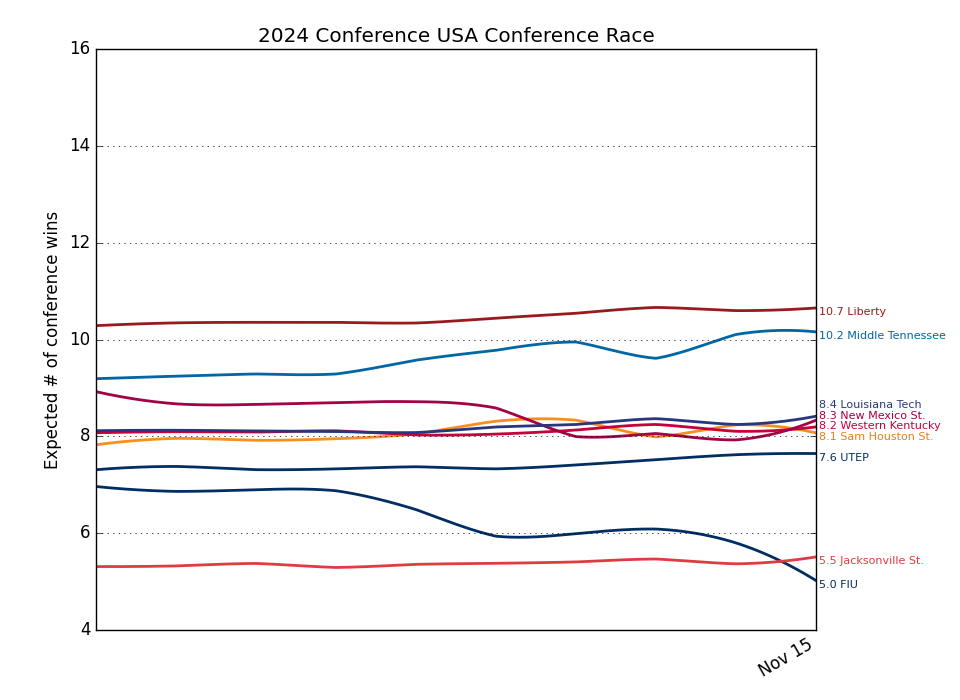 2024 Conference USA Conference Race
Expected # of conference wins
16
14
12
10
8
6
4
10.7 Liberty
10.2 Middle Tennessee
8.4 Louisiana Tech
8.3 New Mexico St.
8.2 Western Kentucky
8.1 Sam Houston St.
7.6 UTEP
5.5 Jacksonville St.
5.0 FIU
Nov 15